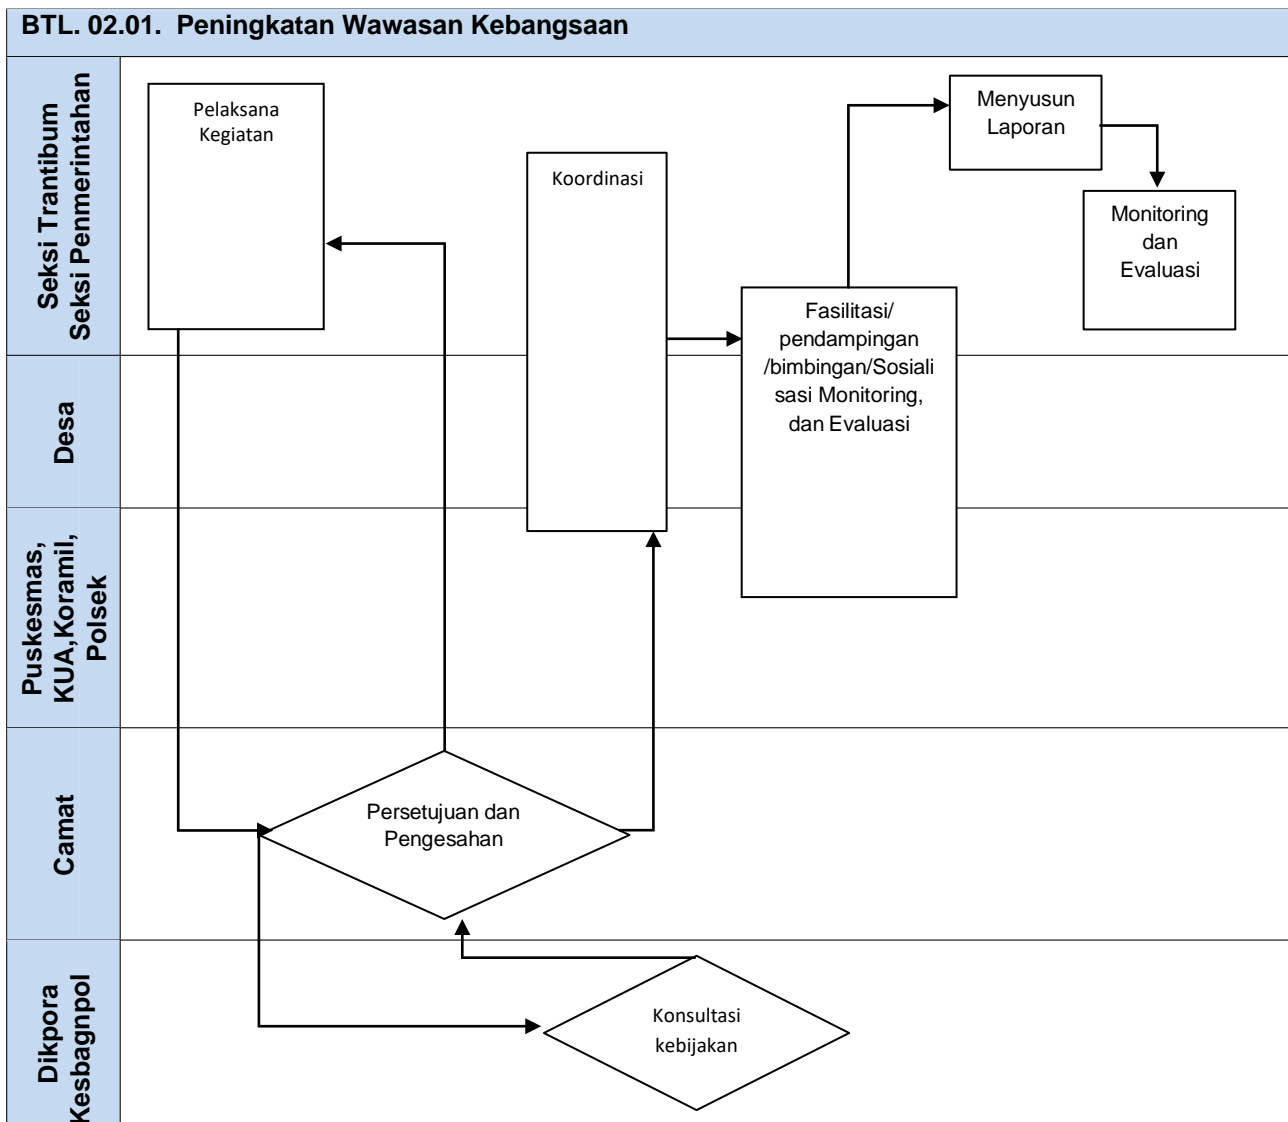 BTL. 02.01.  Peningkatan Wawasan Kebangsaan
Seksi Trantibum
Seksi Penmerintahan
Pelaksana
Kegiatan
Koordinasi
Menyusun
Laporan
Monitoring
dan
Evaluasi
Fasilitasi/
pendampingan
/bimbingan/Sosiali
sasi Monitoring,
dan Evaluasi
Desa
Puskesmas,
KUA,Koramil,
Polsek
Camat
Persetujuan dan
Pengesahan
Dikpora
Kesbagnpol
Konsultasi
kebijakan